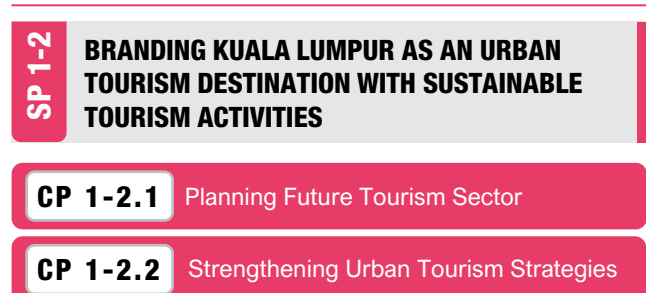 SP 1-2
BRANDING KUALA LUMPUR AS AN URBAN
TOURISM DESTINATION WITH SUSTAINABLE
TOURISM ACTIVITIES
CP 1-2.1 Planning Future Tourism Sector
CP 1-2.2 Strengthening Urban Tourism Strategies